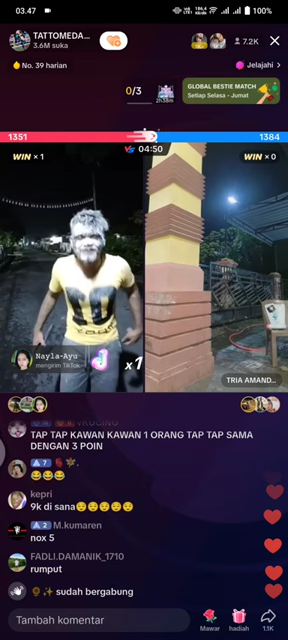 03.47
100%
TATTOMEDA...
3.6M suka
7.2K
No. 39 harian
Jelajahi >
0/3
2h38m
GLOBAL BESTIE MATCH
Setiap Selasa - Jumat
1351
1384
WIN × 1
04:50
WIN × 0
Nayla-Ayu
mengirim TikTok
x1
TRIA AMAND...
TAP TAP KAWAN KAWAN 1 ORANG TAP TAP SAMA
DENGAN 3 POIN
7
kepri
9k di sana
2 M.kumaren
nox 5
FADLI.DAMANIK_1710
rumput
sudah bergabung
Tambah komentar
Mawar
hadiah
1.1K